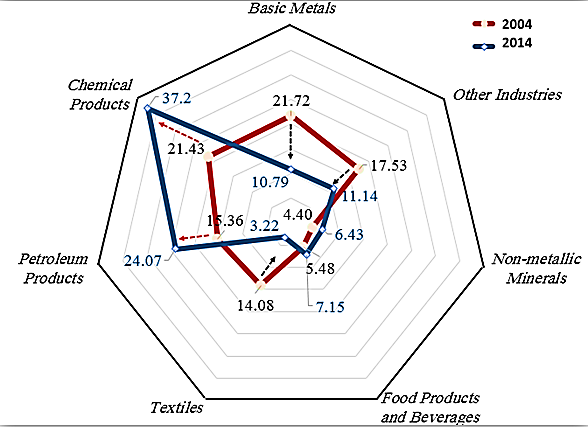 Basic Metals
2004
2014
Chemical
Products
37.2
Other Industries
21.72
21.43
17.53
10.79
11.14
15.36
4.40
3.22
6.43
Petroleum
Products
24.07
5.48
Non-metallic
Minerals
14.08
7.15
Textiles
Food Products
and Beverages